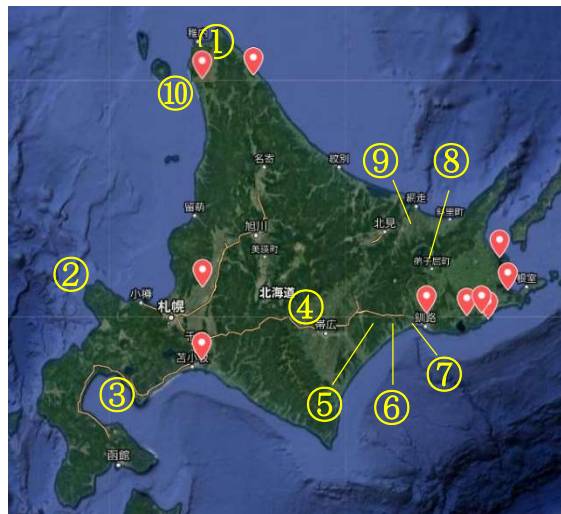 稚内
①
⑩
名寄
紋別
⑨
⑧
網走
斜里町
留萌
旭川
北見
美瑛町
弟子屈町
②
小樽
札幌
北海道
④
根室
帯広
釧路
千
苫小牧
③
⑤
⑥
⑦
函館